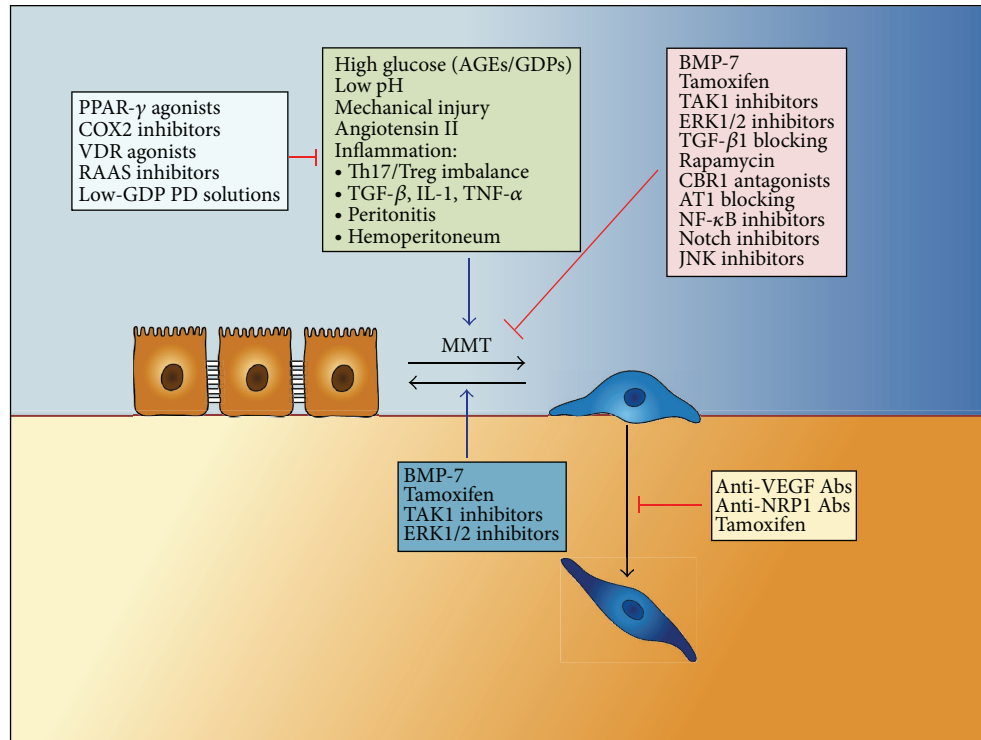 PPAR-γ agonists
COX2 inhibitors
VDR agonists
RAAS inhibitors
Low-GDP PD solutions
High glucose (AGEs/GDPs)
Low pH
Mechanical injury
Angiotensin II
Inflammation:
• Th17/Treg imbalance
• TGF-β, IL-1, TNF-α
• Peritonitis
• Hemoperitoneum
BMP-7
Tamoxifen
TAK1 inhibitors
ERK1/2 inhibitors
TGF-β1 blocking
Rapamycin
CBR1 antagonists
AT1 blocking
NF-κB inhibitors
Notch inhibitors
JNK inhibitors
MMT
BMP-7
Tamoxifen
TAK1 inhibitors
ERK1/2 inhibitors
Anti-VEGF Abs
Anti-NRP1 Abs
Tamoxifen